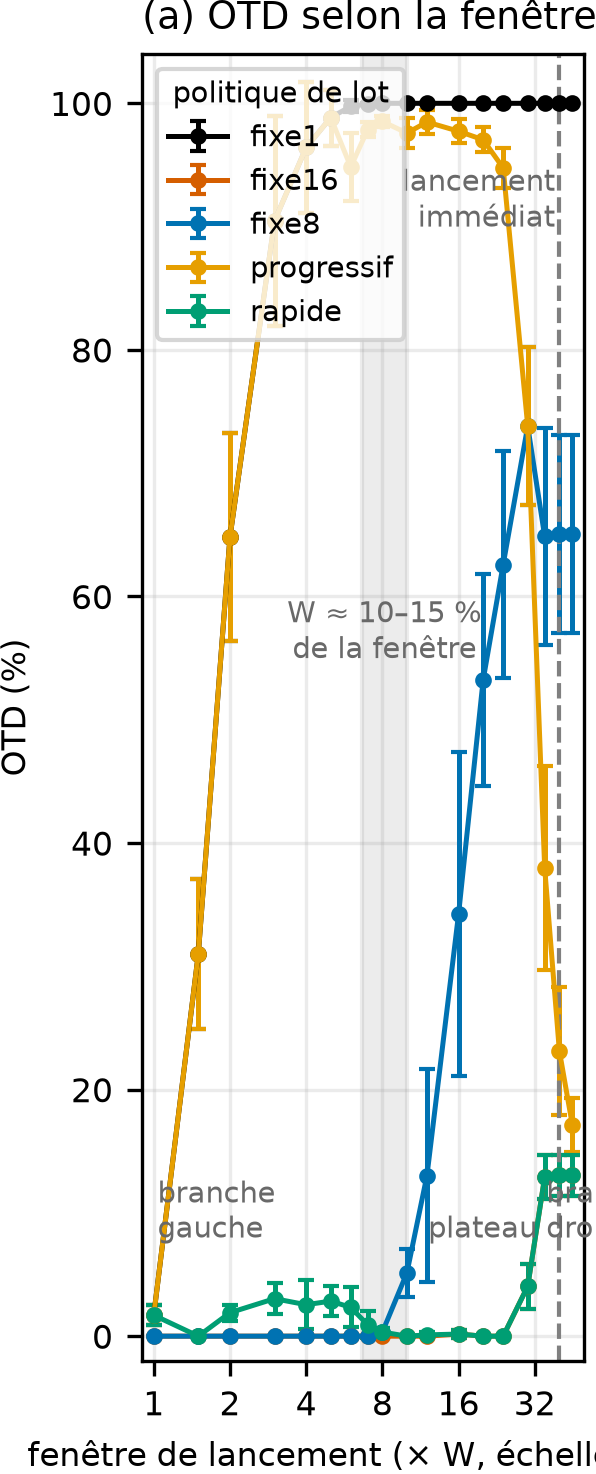 (a) OTD selon la fenêtre
politique de lot
fixe1
fixe16
fixe8
progressif
rapide
lancement
immédiat
W ≈ 10–15 %
de la fenêtre
branche
gauche
bra
plateau dro
OTD (%)
100
80
60
40
20
0
1 2 4 8 16 32
fenêtre de lancement (× W, échelle